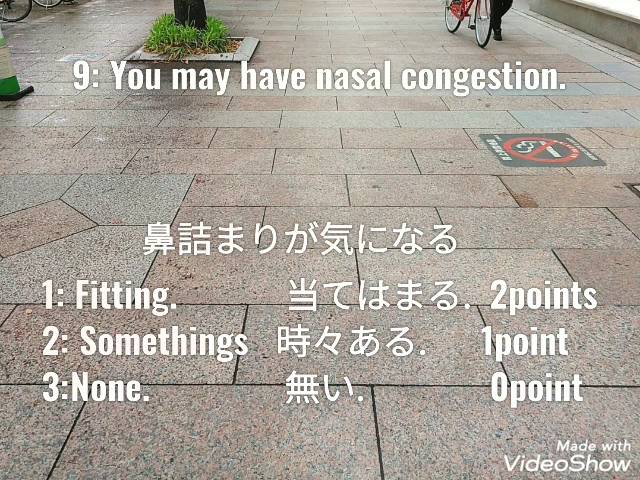 9: You may have nasal congestion.
鼻詰まりが気になる
1: Fitting. 当てはまる. 2points
2: Somethings 時々ある. 1point
3:None. 無い. 0point
Made with
VideoShow